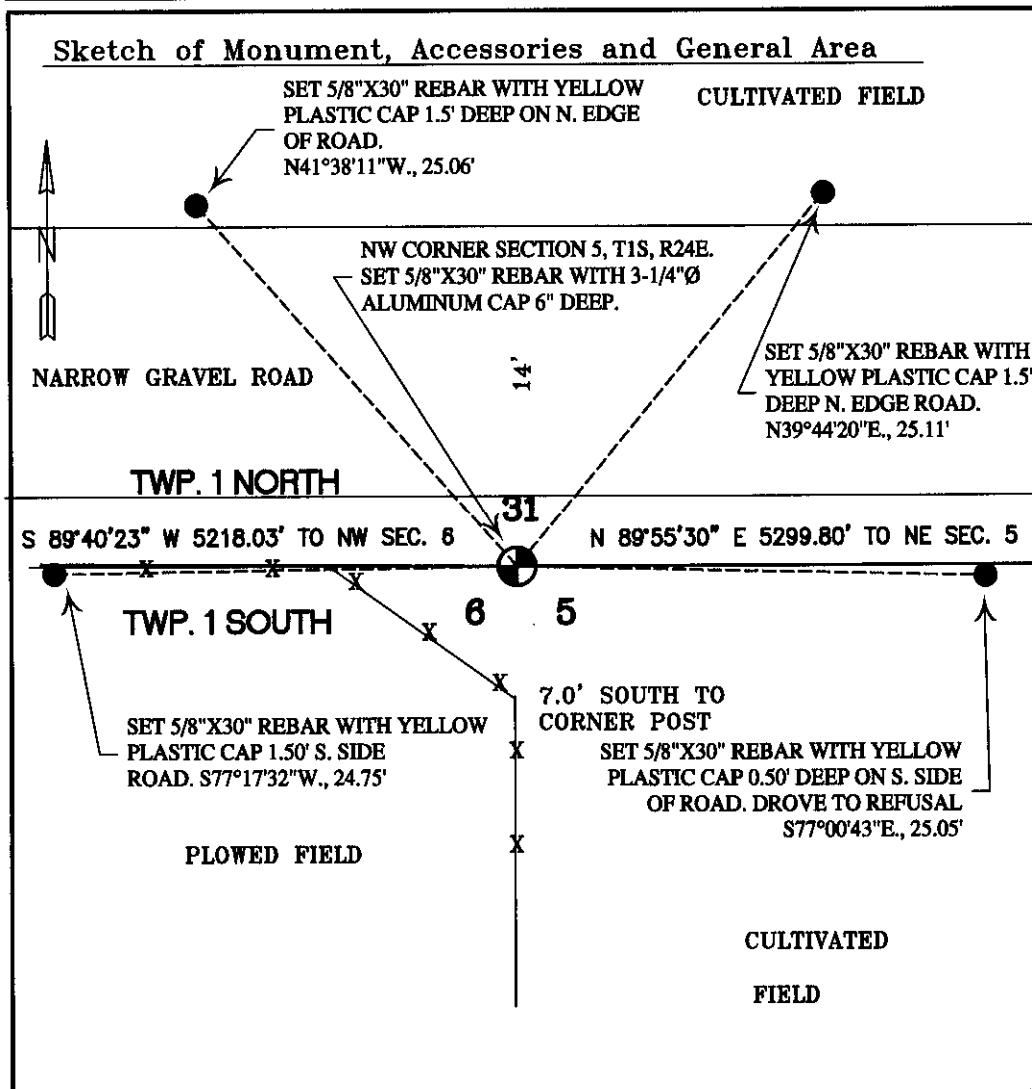 Sketch of Monument, Accessories and General Area
SET 5/8"X30" REBAR WITH YELLOW
PLASTIC CAP 1.5' DEEP ON N. EDGE
OF ROAD.
N41°38'11"W., 25.06'
CULTIVATED FIELD
N
NW CORNER SECTION 5, T1S, R24E.
SET 5/8"X30" REBAR WITH 3-1/4"Ø
ALUMINUM CAP 6" DEEP.
14'
NARROW GRAVEL ROAD
SET 5/8"X30" REBAR WITH
YELLOW PLASTIC CAP 1.5'
DEEP N. EDGE ROAD.
N39°44'20"E., 25.11'
TWP. 1 NORTH
31
S 89°40'23" W 5218.03' TO NW SEC. 6
N 89°55'30" E 5299.80' TO NE SEC. 5
X X X X X X X
TWP. 1 SOUTH
6 5
7.0' SOUTH TO
CORNER POST
SET 5/8"X30" REBAR WITH YELLOW
PLASTIC CAP 1.50' S. SIDE
ROAD. S77°17'32"W., 24.75'
SET 5/8"X30" REBAR WITH YELLOW
PLASTIC CAP 0.50' DEEP ON S. SIDE
OF ROAD. DROVE TO REFUSAL
S77°00'43"E., 25.05'
PLOWED FIELD
CULTIVATED
FIELD